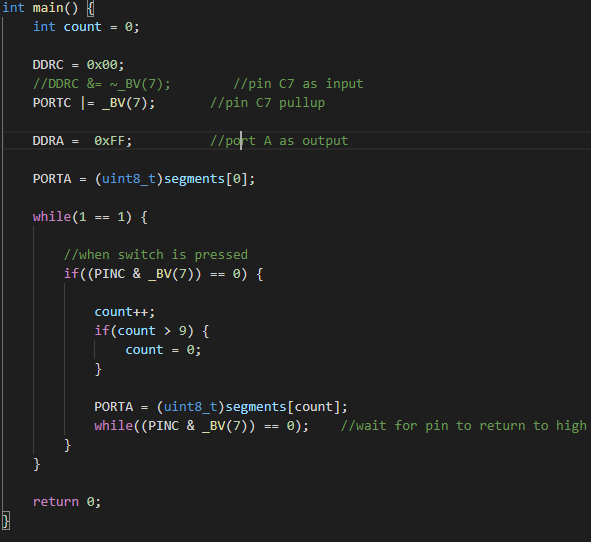 int main() {
    int count = 0;

    DDRC = 0x00;
    //DDRC &= ~_BV(7);        //pin C7 as input
    PORTC |= _BV(7);       //pin C7 pullup

    DDRA =  0xFF;          //port A as output

    PORTA = (uint8_t)segments[0];

    while(1 == 1) {

        //when switch is pressed
        if((PINC & _BV(7)) == 0) {

            count++;
            if(count > 9) {
                count = 0;
            }

            PORTA = (uint8_t)segments[count];
            while((PINC & _BV(7)) == 0);    //wait for pin to return to high
        }
    }

    return 0;
}